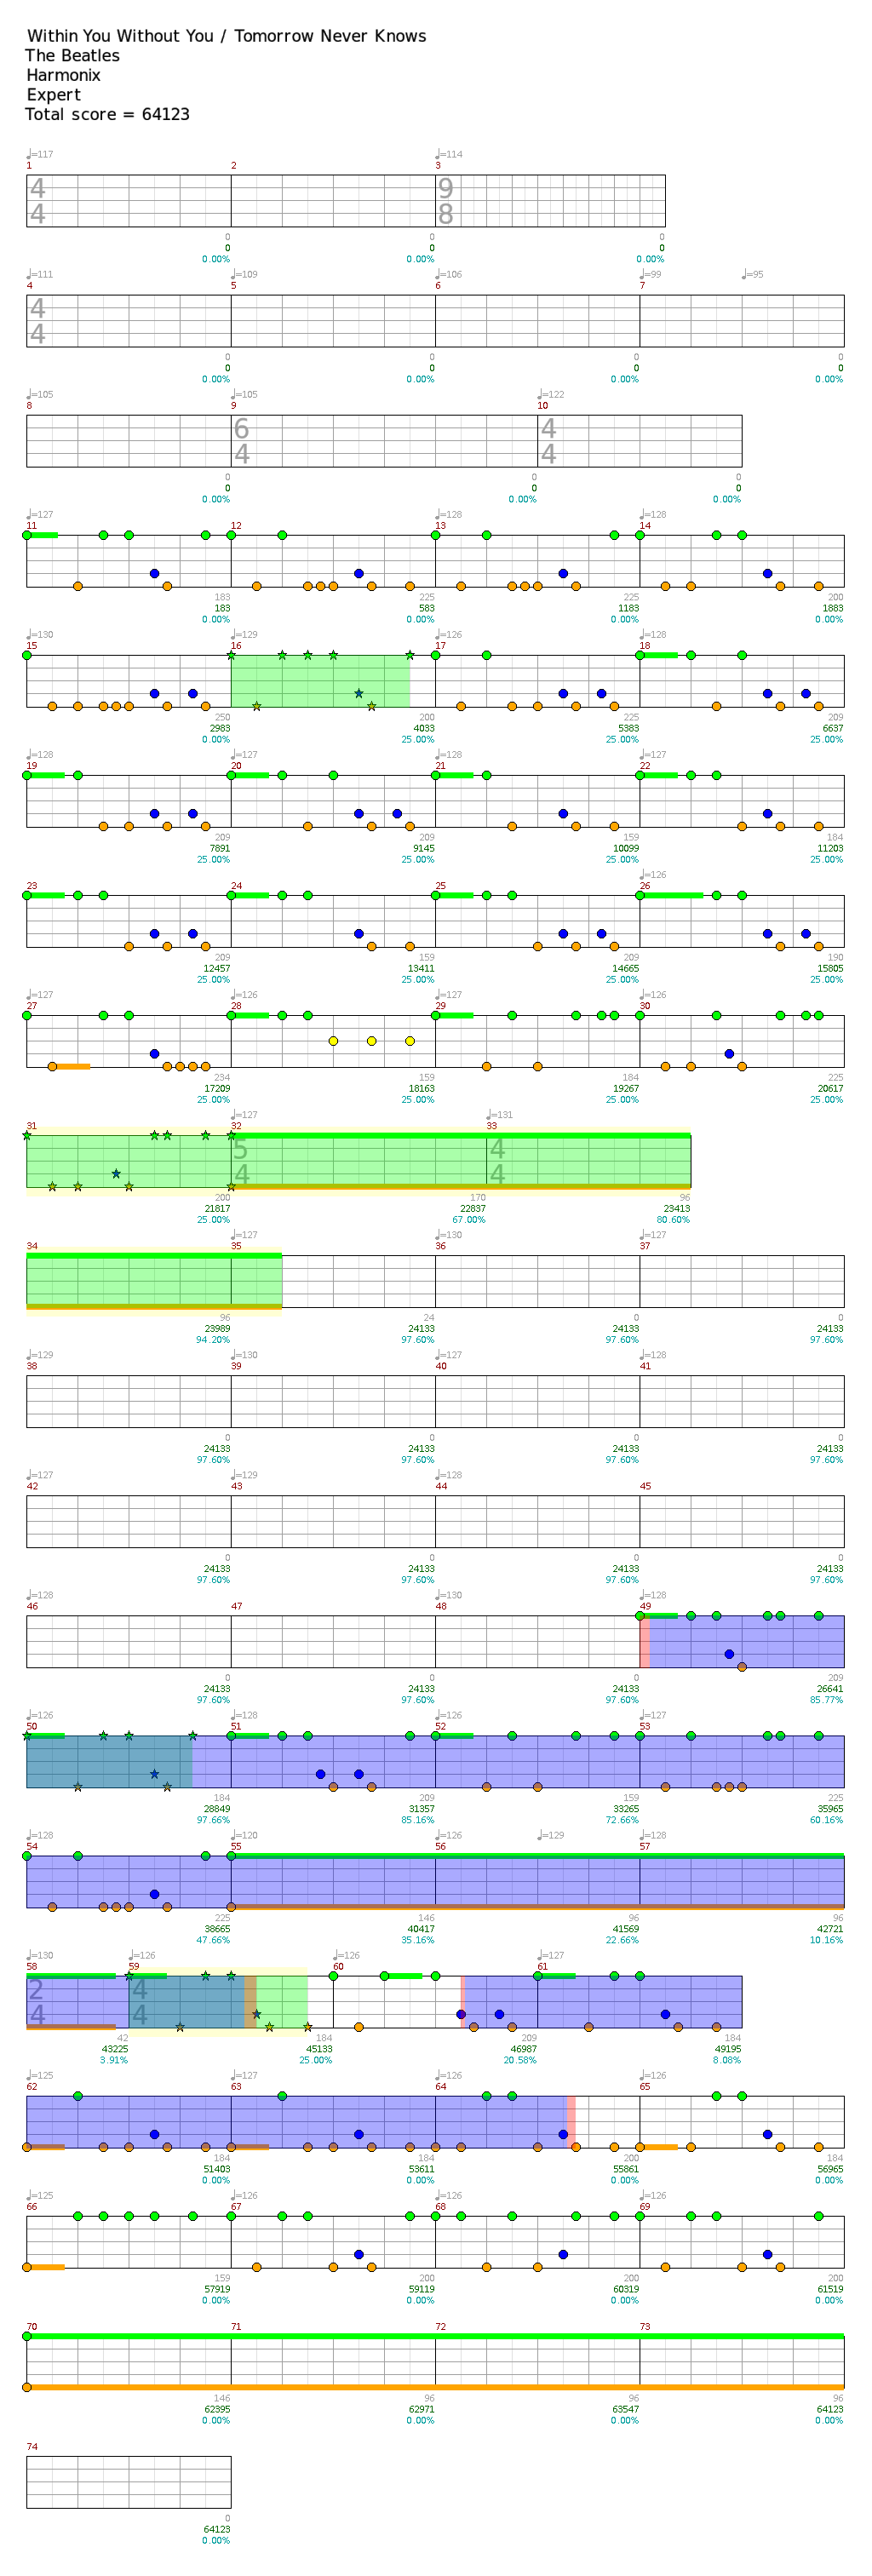 Within You Without You / Tomorrow Never Knows
The Beatles
Harmonix
Expert
Total score = 64123
♩=117 ♩=114
1 2 3
4 4 9 8
0 0 0
0 0 0
0.00% 0.00% 0.00%
♩=111 ♩=109 ♩=106 ♩=99 ♩=95
4 5 6 7
4 4
0 0 0 0
0 0 0 0
0.00% 0.00% 0.00% 0.00%
♩=105 ♩=105 ♩=122
8 9 10
6 4 4 4
0 0 0
0 0 0
0.00% 0.00% 0.00%
♩=127 ♩=128 ♩=128
11 12 13 14
183 225 225 200
183 583 1183 1883
0.00% 0.00% 0.00% 0.00%
♩=130 ♩=129 ♩=126 ♩=128
15 16 17 18
250 200 225 209
2983 4033 5383 6637
0.00% 25.00% 25.00% 25.00%
♩=128 ♩=127 ♩=128 ♩=127
19 20 21 22
209 209 159 184
7891 9145 10099 11203
25.00% 25.00% 25.00% 25.00%
♩=126
23 24 25 26
209 159 209 190
12457 13411 14665 15805
25.00% 25.00% 25.00% 25.00%
♩=127 ♩=126 ♩=127 ♩=126
27 28 29 30
234 159 184 225
17209 18163 19267 20617
25.00% 25.00% 25.00% 25.00%
♩=127 ♩=131
31 32 33
5 4 4 4
200 170 96
21817 22837 23413
25.00% 67.00% 80.60%
♩=127 ♩=130 ♩=127
34 35 36 37
96 24 0 0
23989 24133 24133 24133
94.20% 97.60% 97.60% 97.60%
♩=129 ♩=130 ♩=127 ♩=128
38 39 40 41
0 0 0 0
24133 24133 24133 24133
97.60% 97.60% 97.60% 97.60%
♩=127 ♩=129 ♩=128
42 43 44 45
0 0 0 0
24133 24133 24133 24133
97.60% 97.60% 97.60% 97.60%
♩=128 ♩=130 ♩=128
46 47 48 49
0 0 0 209
24133 24133 24133 26641
97.60% 97.60% 97.60% 85.77%
♩=126 ♩=128 ♩=126 ♩=127
50 51 52 53
184 209 159 225
28849 31357 33265 35965
97.66% 85.16% 72.66% 60.16%
♩=128 ♩=120 ♩=126 ♩=129 ♩=128
54 55 56 57
225 146 96 96
38665 40417 41569 42721
47.66% 35.16% 22.66% 10.16%
♩=130 ♩=126 ♩=126 ♩=127
58 59 60 61
2 4 4 4
42 184 209 184
43225 45133 46987 49195
3.91% 25.00% 20.58% 8.08%
♩=125 ♩=127 ♩=126 ♩=126
62 63 64 65
184 184 200 184
51403 53611 55861 56965
0.00% 0.00% 0.00% 0.00%
♩=125 ♩=126 ♩=126 ♩=126
66 67 68 69
159 200 200 200
57919 59119 60319 61519
0.00% 0.00% 0.00% 0.00%
70 71 72 73
146 96 96 96
62395 62971 63547 64123
0.00% 0.00% 0.00% 0.00%
74
0
64123
0.00%